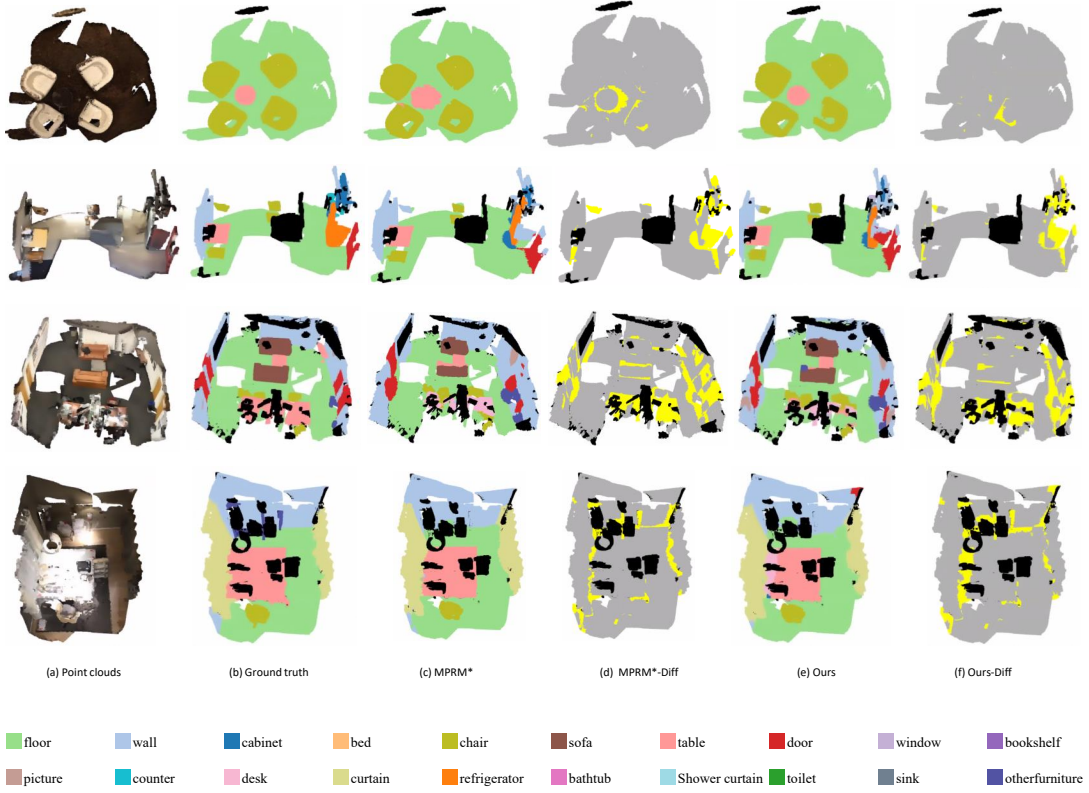 (a) Point clouds (b) Ground truth (c) MPRM* (d) MPRM*-Diff (e) Ours (f) Ours-Diff
floor wall cabinet bed chair sofa table door window bookshelf
picture counter desk curtain refrigerator bathtub Shower curtain toilet sink otherfurniture